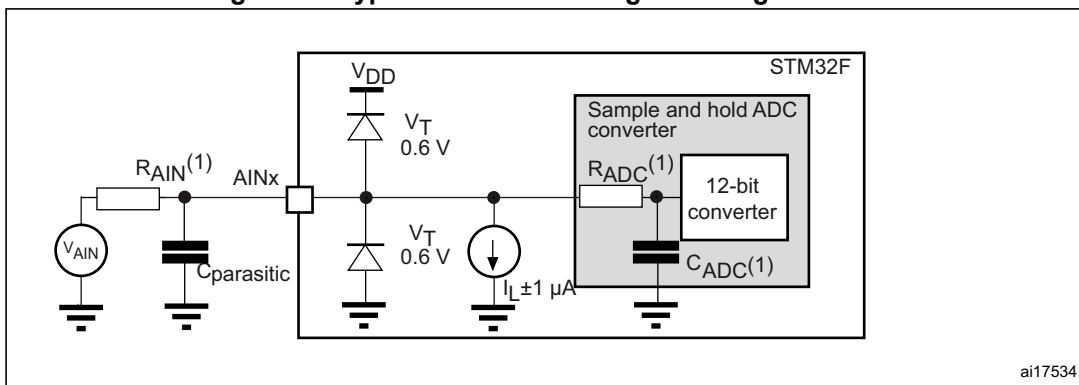 STM32F
VDD
Sample and hold ADC
converter
VT
0.6 V
RAIN(1)
AINx
RADC(1)
12-bit
converter
VAIN
Cparasitic
VT
0.6 V
IL±1 µA
CADC(1)
ai17534